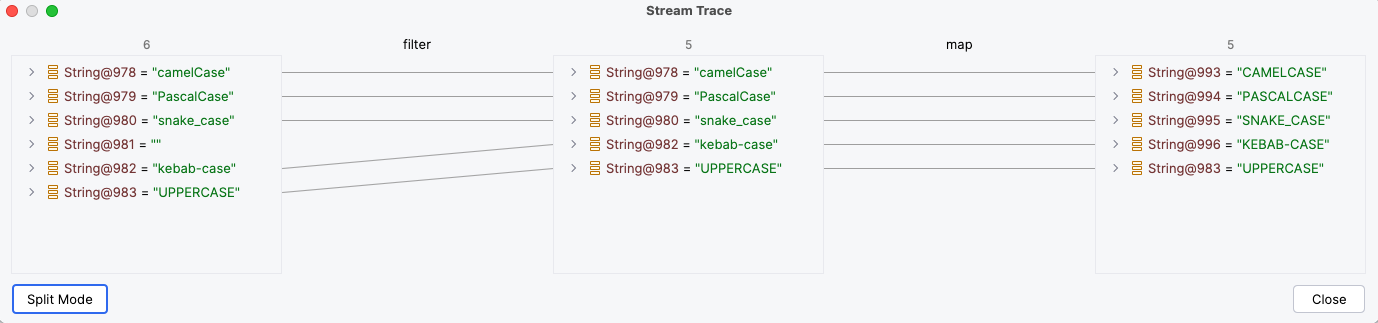 Stream Trace
6 filter 5 map 5
String@978 = "camelCase" String@978 = "camelCase" String@993 = "CAMELCASE"
String@979 = "PascalCase" String@979 = "PascalCase" String@994 = "PASCALCASE"
String@980 = "snake_case" String@980 = "snake_case" String@995 = "SNAKE_CASE"
String@981 = "" String@982 = "kebab-case" String@996 = "KEBAB-CASE"
String@982 = "kebab-case" String@983 = "UPPERCASE" String@983 = "UPPERCASE"
String@983 = "UPPERCASE"
Split Mode Close